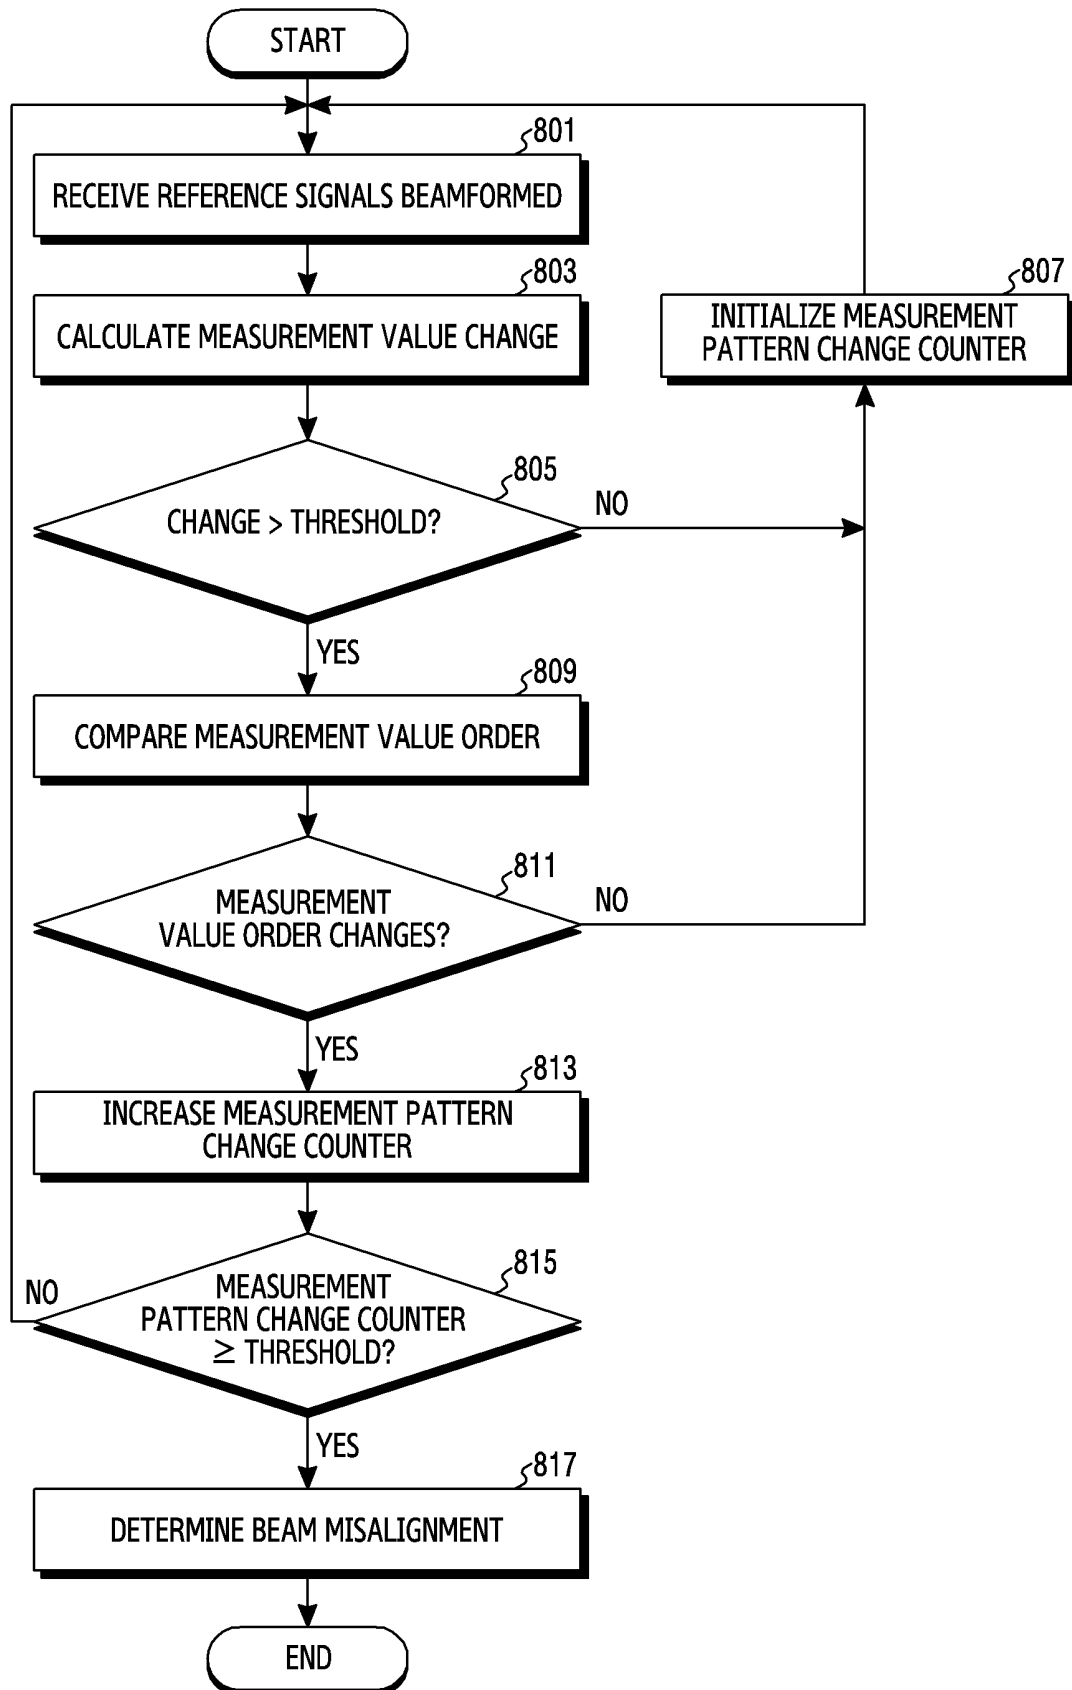 START
801
RECEIVE REFERENCE SIGNALS BEAMFORMED
803
CALCULATE MEASUREMENT VALUE CHANGE
807
INITIALIZE MEASUREMENT
PATTERN CHANGE COUNTER
805
CHANGE > THRESHOLD?
NO
YES
809
COMPARE MEASUREMENT VALUE ORDER
811
MEASUREMENT
VALUE ORDER CHANGES?
NO
YES
813
INCREASE MEASUREMENT PATTERN
CHANGE COUNTER
815
MEASUREMENT
PATTERN CHANGE COUNTER
≥ THRESHOLD?
NO
YES
817
DETERMINE BEAM MISALIGNMENT
END